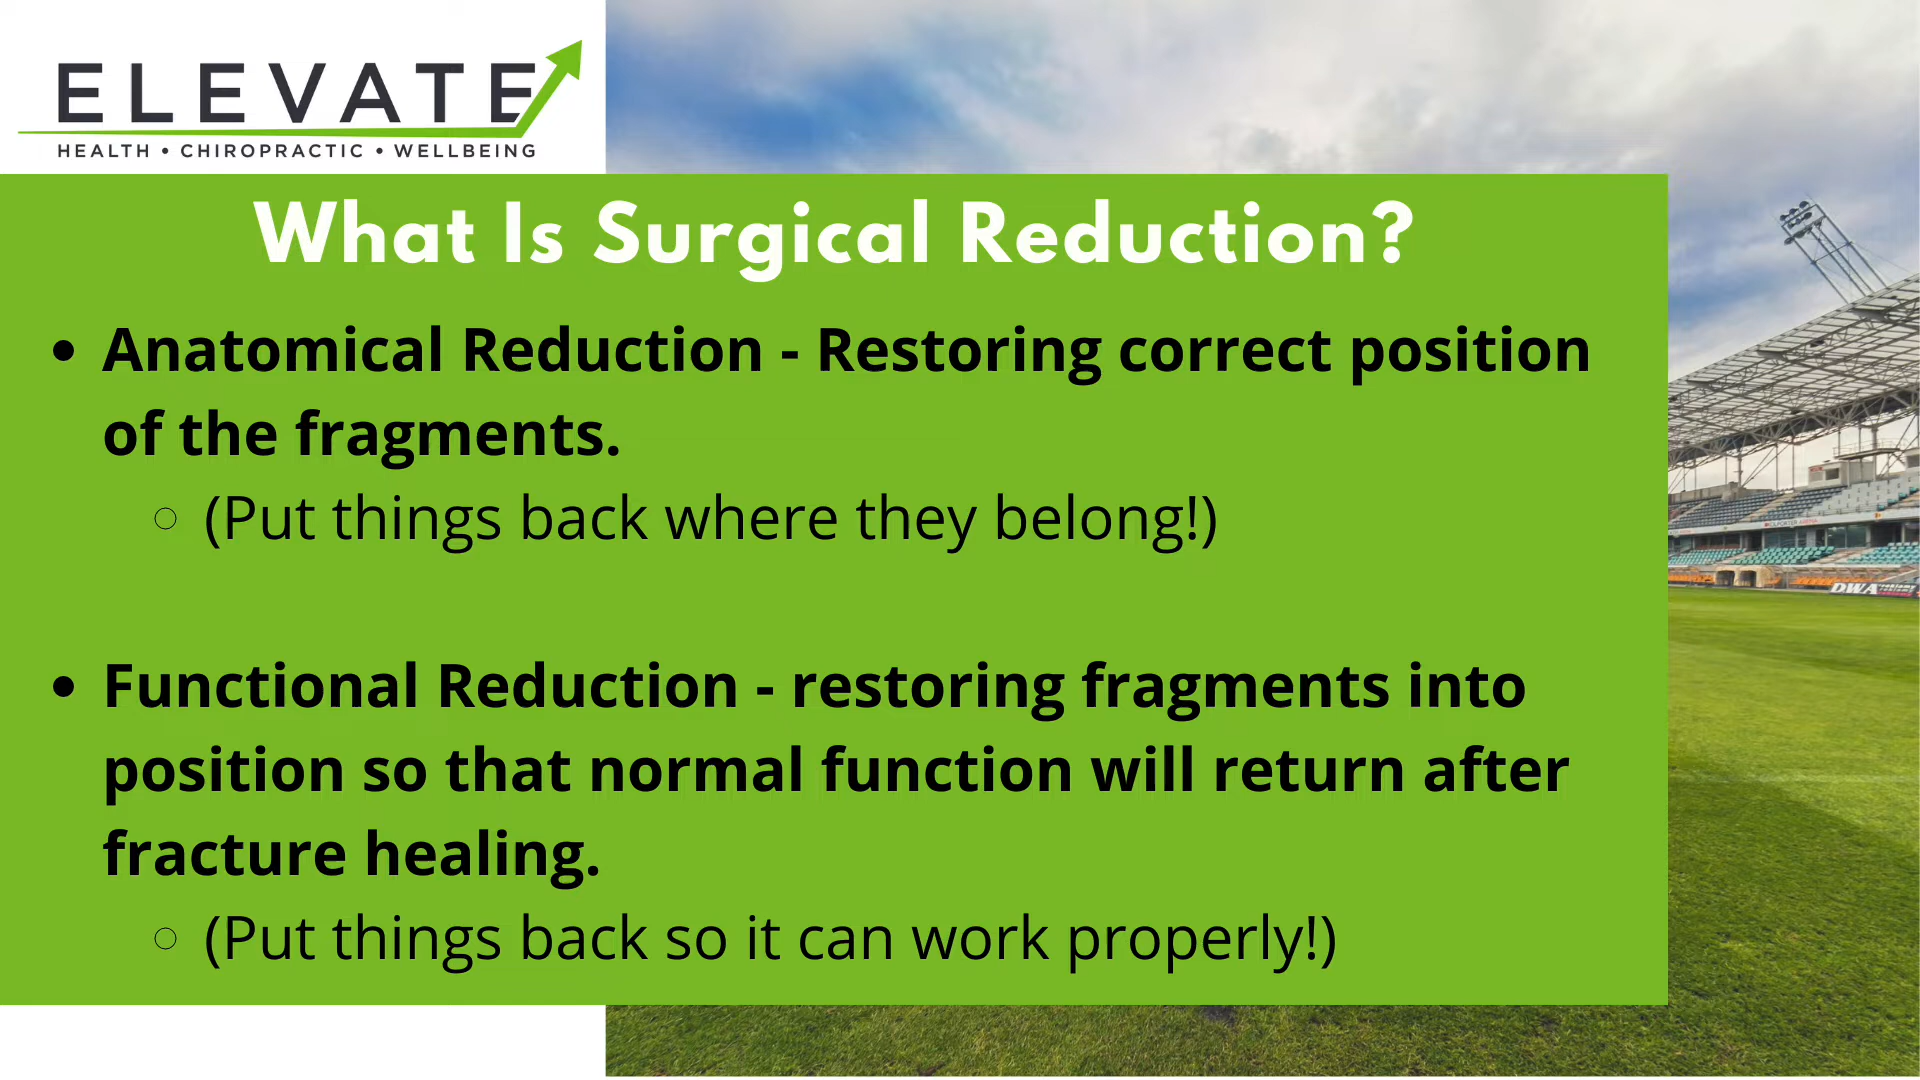 ELEVATE
HEALTH • CHIROPRACTIC • WELLBEING
What Is Surgical Reduction?
• Anatomical Reduction - Restoring correct position
of the fragments.
○ (Put things back where they belong!)
• Functional Reduction - restoring fragments into
position so that normal function will return after
fracture healing.
○ (Put things back so it can work properly!)
DWA